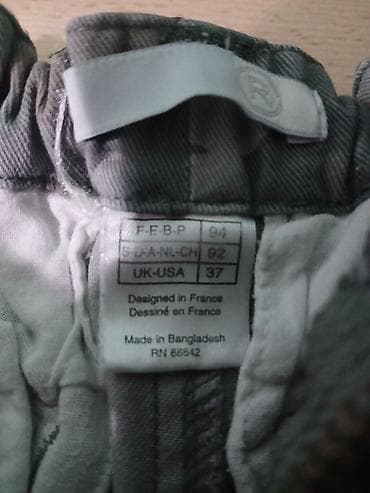 R
F-E-B-P 94
S-D-A-NL-CH 92
UK-USA 37
Designed in France
Dessiné en France
Made in Bangladesh
RN 88842